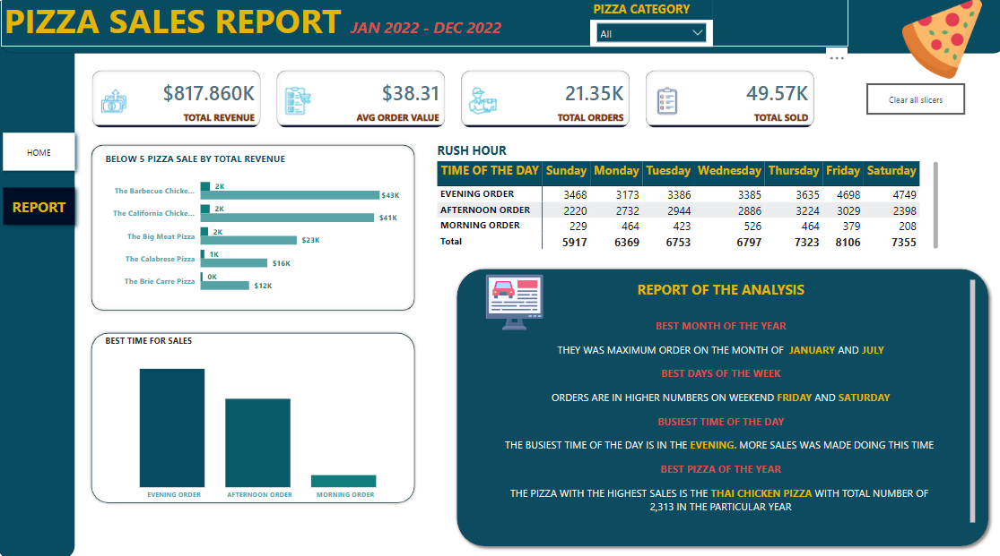 PIZZA SALES REPORT JAN 2022 - DEC 2022
PIZZA CATEGORY
All
...
Clear all slicers
$817.860K
TOTAL REVENUE
$38.31
AVG ORDER VALUE
21.35K
TOTAL ORDERS
49.57K
TOTAL SOLD
HOME
REPORT
BELOW 5 PIZZA SALE BY TOTAL REVENUE
The Barbecue Chicke... 2K $43K
The California Chicke... 2K $41K
The Big Meat Pizza 2K $23K
The Calabrese Pizza 1K $16K
The Brie Carre Pizza 0K $12K
RUSH HOUR
TIME OF THE DAY Sunday Monday Tuesday Wednesday Thursday Friday Saturday
EVENING ORDER 3468 3173 3386 3385 3635 4698 4749
AFTERNOON ORDER 2220 2732 2944 2886 3224 3029 2398
MORNING ORDER 229 464 423 526 464 379 208
Total 5917 6369 6753 6797 7323 8106 7355
BEST TIME FOR SALES
EVENING ORDER AFTERNOON ORDER MORNING ORDER
REPORT OF THE ANALYSIS
BEST MONTH OF THE YEAR
THEY WAS MAXIMUM ORDER ON THE MONTH OF JANUARY AND JULY
BEST DAYS OF THE WEEK
ORDERS ARE IN HIGHER NUMBERS ON WEEKEND FRIDAY AND SATURDAY
BUSIEST TIME OF THE DAY
THE BUSIEST TIME OF THE DAY IS IN THE EVENING. MORE SALES WAS MADE DOING THIS TIME
BEST PIZZA OF THE YEAR
THE PIZZA WITH THE HIGHEST SALES IS THE THAI CHICKEN PIZZA WITH TOTAL NUMBER OF
2,313 IN THE PARTICULAR YEAR